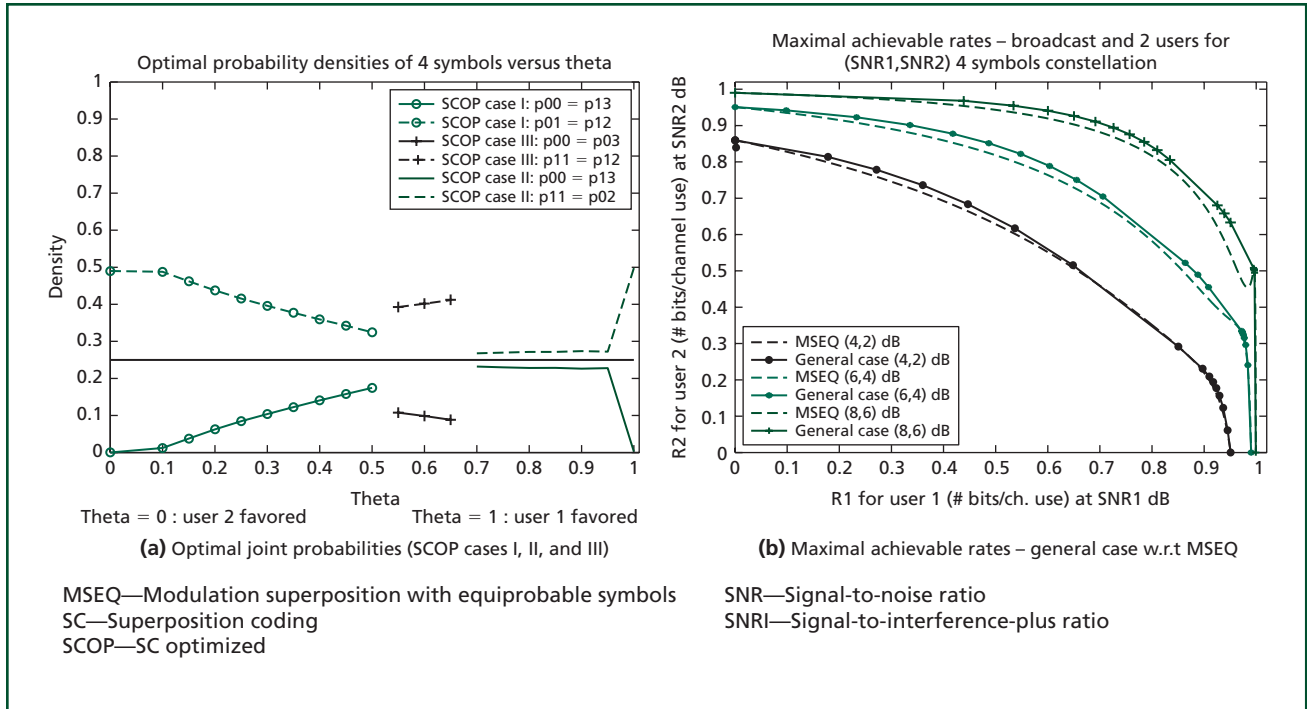 Optimal probability densities of 4 symbols versus theta
1
0.9
0.8
0.7
0.6
0.5
0.4
0.3
0.2
0.1
0
Density
SCOP case I: p00 = p13
SCOP case I: p01 = p12
SCOP case III: p00 = p03
SCOP case III: p11 = p12
SCOP case II: p00 = p13
SCOP case II: p11 = p02
0 0.1 0.2 0.3 0.4 0.5 0.6 0.7 0.8 0.9 1
Theta
Theta = 0 : user 2 favored Theta = 1 : user 1 favored
(a) Optimal joint probabilities (SCOP cases I, II, and III)
Maximal achievable rates – broadcast and 2 users for
(SNR1,SNR2) 4 symbols constellation
1
0.9
0.8
0.7
0.6
0.5
0.4
0.3
0.2
0.1
0
R2 for user 2 (# bits/channel use) at SNR2 dB
MSEQ (4,2) dB
General case (4,2) dB
MSEQ (6,4) dB
General case (6,4) dB
MSEQ (8,6) dB
General case (8,6) dB
0 0.1 0.2 0.3 0.4 0.5 0.6 0.7 0.8 0.9 1
R1 for user 1 (# bits/ch. use) at SNR1 dB
(b) Maximal achievable rates – general case w.r.t MSEQ
MSEQ—Modulation superposition with equiprobable symbols
SC—Superposition coding
SCOP—SC optimized
SNR—Signal-to-noise ratio
SNRI—Signal-to-interference-plus ratio